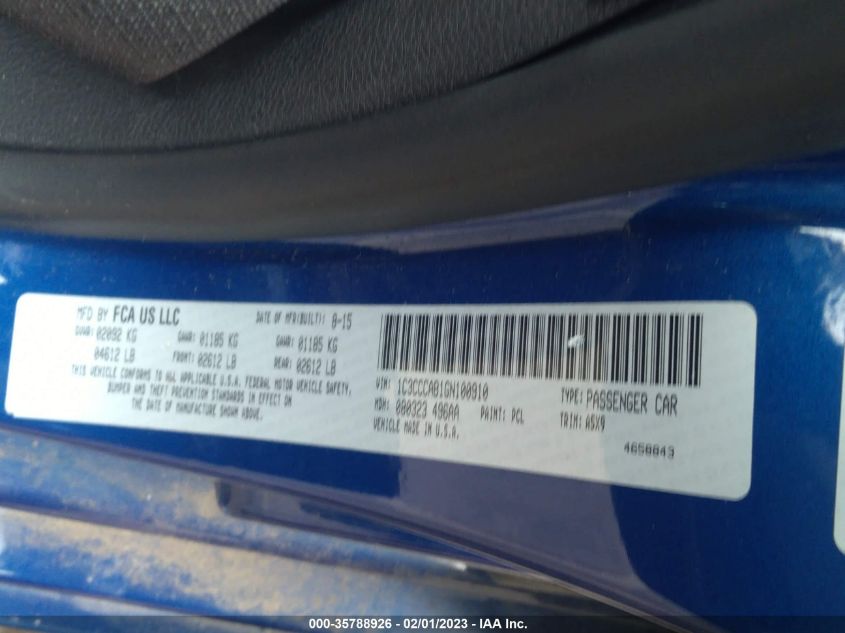 MFD BY FCA US LLC
DATE OF MFR(BUILT): 8-15
GVWR: 02092 KG GAWR: 01185 KG GAWR: 01185 KG
04612 LB FRONT: 02612 LB REAR: 02612 LB
THIS VEHICLE CONFORMS TO ALL APPLICABLE U.S.A. FEDERAL MOTOR VEHICLE SAFETY,
BUMPER AND THEFT PREVENTION STANDARDS IN EFFECT ON
THE DATE OF MANUFACTURE SHOWN ABOVE.
VIN: 1C3CCCAB1GN100910 TYPE: PASSENGER CAR
MDH: 080323 496AA PAINT: PCL TRIM: A5X9
VEHICLE MADE IN U.S.A.
4658843
000-35788926 - 02/01/2023 - IAA Inc.